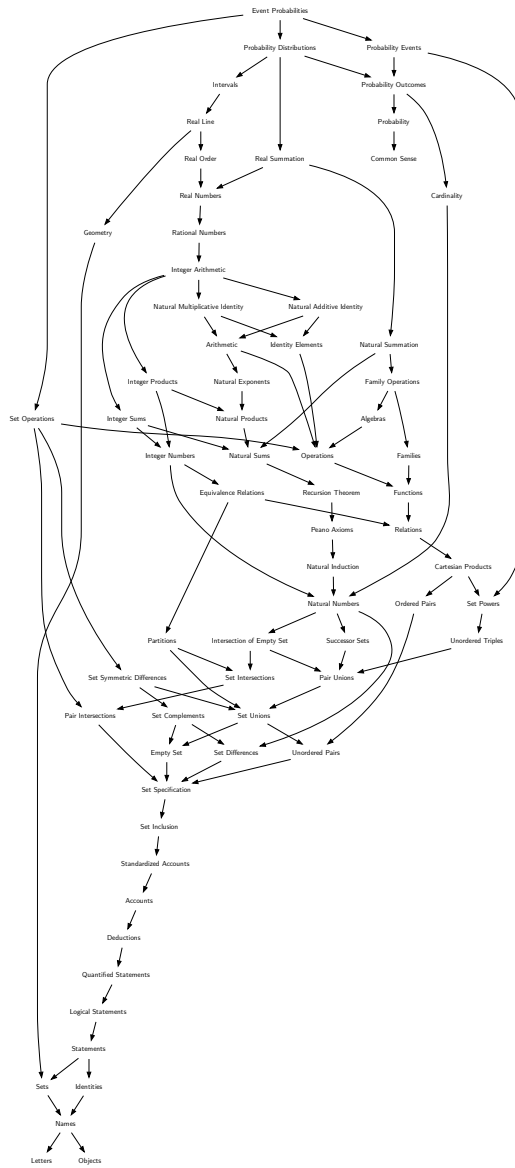 Event Probabilities
Probability Distributions
Probability Events
Intervals
Probability Outcomes
Real Line
Probability
Real Order
Real Summation
Common Sense
Real Numbers
Cardinality
Geometry
Rational Numbers
Integer Arithmetic
Natural Multiplicative Identity
Natural Additive Identity
Arithmetic
Identity Elements
Natural Summation
Integer Products
Natural Exponents
Family Operations
Set Operations
Integer Sums
Natural Products
Algebras
Integer Numbers
Natural Sums
Operations
Families
Equivalence Relations
Recursion Theorem
Functions
Peano Axioms
Relations
Natural Induction
Cartesian Products
Natural Numbers
Ordered Pairs
Set Powers
Partitions
Intersection of Empty Set
Successor Sets
Unordered Triples
Set Symmetric Differences
Set Intersections
Pair Unions
Pair Intersections
Set Complements
Set Unions
Empty Set
Set Differences
Unordered Pairs
Set Specification
Set Inclusion
Standardized Accounts
Accounts
Deductions
Quantified Statements
Logical Statements
Statements
Sets
Identities
Names
Letters
Objects